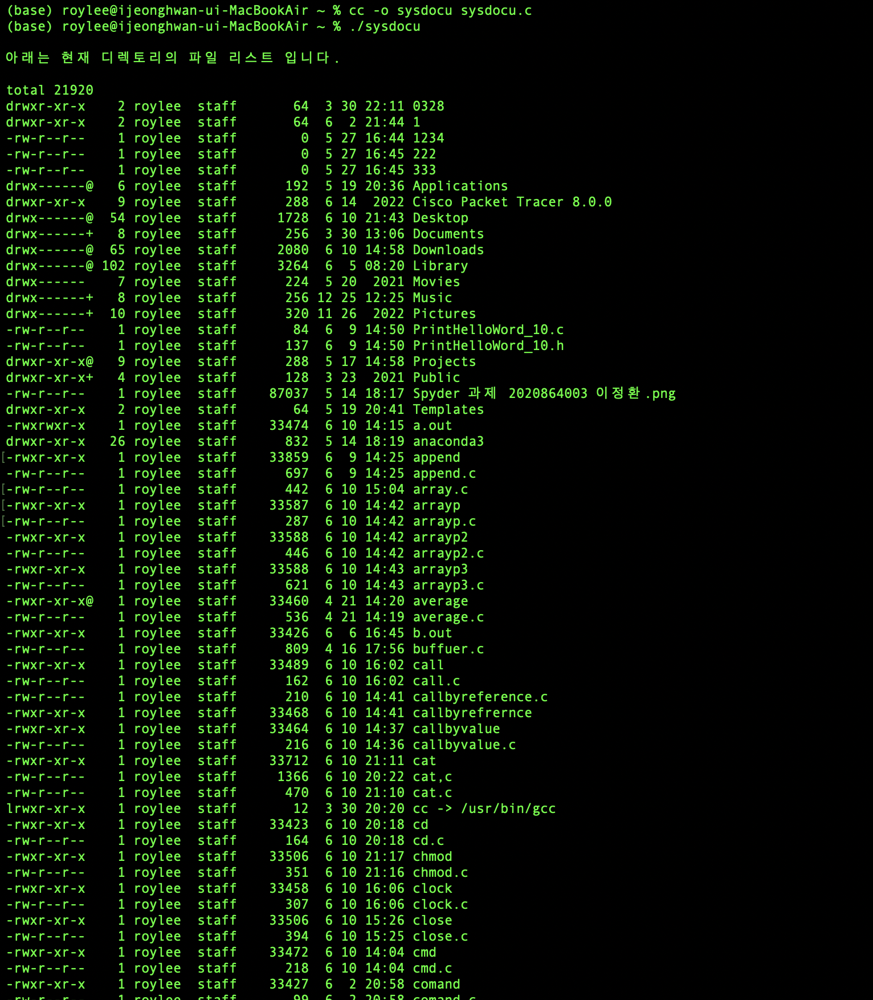 (base) roylee@ijeonghwan-ui-MacBookAir ~ % cc -o sysdocu sysdocu.c
(base) roylee@ijeonghwan-ui-MacBookAir ~ % ./sysdocu
아래는 현재 디렉토리의 파일 리스트 입니다.
total 21920
drwxr-xr-x    2 roylee  staff       64  3 30 22:11 0328
drwxr-xr-x    2 roylee  staff       64  6  2 21:44 1
-rw-r--r--    1 roylee  staff        0  5 27 16:44 1234
-rw-r--r--    1 roylee  staff        0  5 27 16:45 222
-rw-r--r--    1 roylee  staff        0  5 27 16:45 333
drwx------@   6 roylee  staff      192  5 19 20:36 Applications
drwxr-xr-x    9 roylee  staff      288  6 14  2022 Cisco Packet Tracer 8.0.0
drwx------@  54 roylee  staff     1728  6 10 21:43 Desktop
drwx------+   8 roylee  staff      256  3 30 13:06 Documents
drwx------@  65 roylee  staff     2080  6 10 14:58 Downloads
drwx------@ 102 roylee  staff     3264  6  5 08:20 Library
drwx------    7 roylee  staff      224  5 20  2021 Movies
drwx------+   8 roylee  staff      256 12 25 12:25 Music
drwx------+  10 roylee  staff      320 11 26  2022 Pictures
-rw-r--r--    1 roylee  staff       84  6  9 14:50 PrintHelloWord_10.c
-rw-r--r--    1 roylee  staff      137  6  9 14:50 PrintHelloWord_10.h
drwxr-xr-x@   9 roylee  staff      288  5 17 14:58 Projects
drwxr-xr-x+   4 roylee  staff      128  3 23  2021 Public
-rw-r--r--    1 roylee  staff    87037  5 14 18:17 Spyder 과제 2020864003 이정환.png
drwxr-xr-x    2 roylee  staff       64  5 19 20:41 Templates
-rwxrwxr-x    1 roylee  staff    33474  6 10 14:15 a.out
drwxr-xr-x   26 roylee  staff      832  5 14 18:19 anaconda3
[-rwxr-xr-x    1 roylee  staff    33859  6  9 14:25 append
-rw-r--r--    1 roylee  staff      697  6  9 14:25 append.c
[-rw-r--r--    1 roylee  staff      442  6 10 15:04 array.c
[-rwxr-xr-x    1 roylee  staff    33587  6 10 14:42 arrayp
[-rw-r--r--    1 roylee  staff      287  6 10 14:42 arrayp.c
-rwxr-xr-x    1 roylee  staff    33588  6 10 14:42 arrayp2
-rw-r--r--    1 roylee  staff      446  6 10 14:42 arrayp2.c
-rwxr-xr-x    1 roylee  staff    33588  6 10 14:43 arrayp3
-rw-r--r--    1 roylee  staff      621  6 10 14:43 arrayp3.c
-rwxr-xr-x@   1 roylee  staff    33460  4 21 14:20 average
-rw-r--r--    1 roylee  staff      536  4 21 14:19 average.c
-rwxr-xr-x    1 roylee  staff    33426  6  6 16:45 b.out
-rw-r--r--    1 roylee  staff      809  4 16 17:56 buffuer.c
-rwxr-xr-x    1 roylee  staff    33489  6 10 16:02 call
-rw-r--r--    1 roylee  staff      162  6 10 16:02 call.c
-rw-r--r--    1 roylee  staff      210  6 10 14:41 callbyreference.c
-rwxr-xr-x    1 roylee  staff    33468  6 10 14:41 callbyrefrernce
-rwxr-xr-x    1 roylee  staff    33464  6 10 14:37 callbyvalue
-rw-r--r--    1 roylee  staff      216  6 10 14:36 callbyvalue.c
-rwxr-xr-x    1 roylee  staff    33712  6 10 21:11 cat
-rw-r--r--    1 roylee  staff     1366  6 10 20:22 cat,c
-rw-r--r--    1 roylee  staff      470  6 10 21:10 cat.c
lrwxr-xr-x    1 roylee  staff       12  3 30 20:20 cc -> /usr/bin/gcc
-rwxr-xr-x    1 roylee  staff    33423  6 10 20:18 cd
-rw-r--r--    1 roylee  staff      164  6 10 20:18 cd.c
-rwxr-xr-x    1 roylee  staff    33506  6 10 21:17 chmod
-rw-r--r--    1 roylee  staff      351  6 10 21:16 chmod.c
-rwxr-xr-x    1 roylee  staff    33458  6 10 16:06 clock
-rw-r--r--    1 roylee  staff      307  6 10 16:06 clock.c
-rwxr-xr-x    1 roylee  staff    33506  6 10 15:26 close
-rw-r--r--    1 roylee  staff      394  6 10 15:25 close.c
-rwxr-xr-x    1 roylee  staff    33472  6 10 14:04 cmd
-rw-r--r--    1 roylee  staff      218  6 10 14:04 cmd.c
-rwxr-xr-x    1 roylee  staff    33427  6  2 20:58 comand
-rw-r--r--    1 roylee  staff       99  6  2 20:58 comand.c